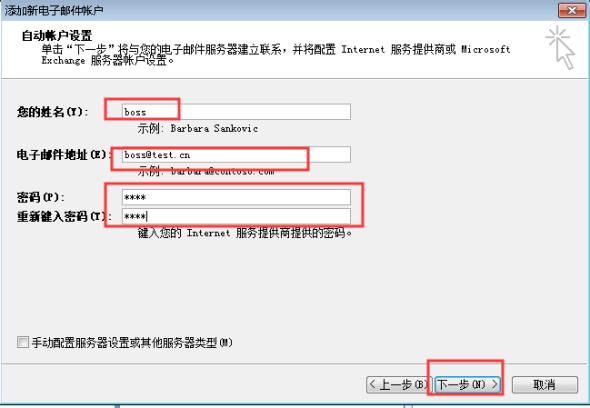 添加新电子邮件帐户
自动帐户设置
单击“下一步”将与您的电子邮件服务器建立联系，并将配置 Internet 服务提供商或 Microsoft
Exchange 服务器帐户设置。
您的姓名(Y): boss
示例: Barbara Sankovic
电子邮件地址(E): boss@test.cn
示例: barbara@contoso.com
密码(P): ****
重新键入密码(T): ****
键入您的 Internet 服务提供商提供的密码。
手动配置服务器设置或其他服务器类型(M)
< 上一步(B) 下一步(N) > 取消